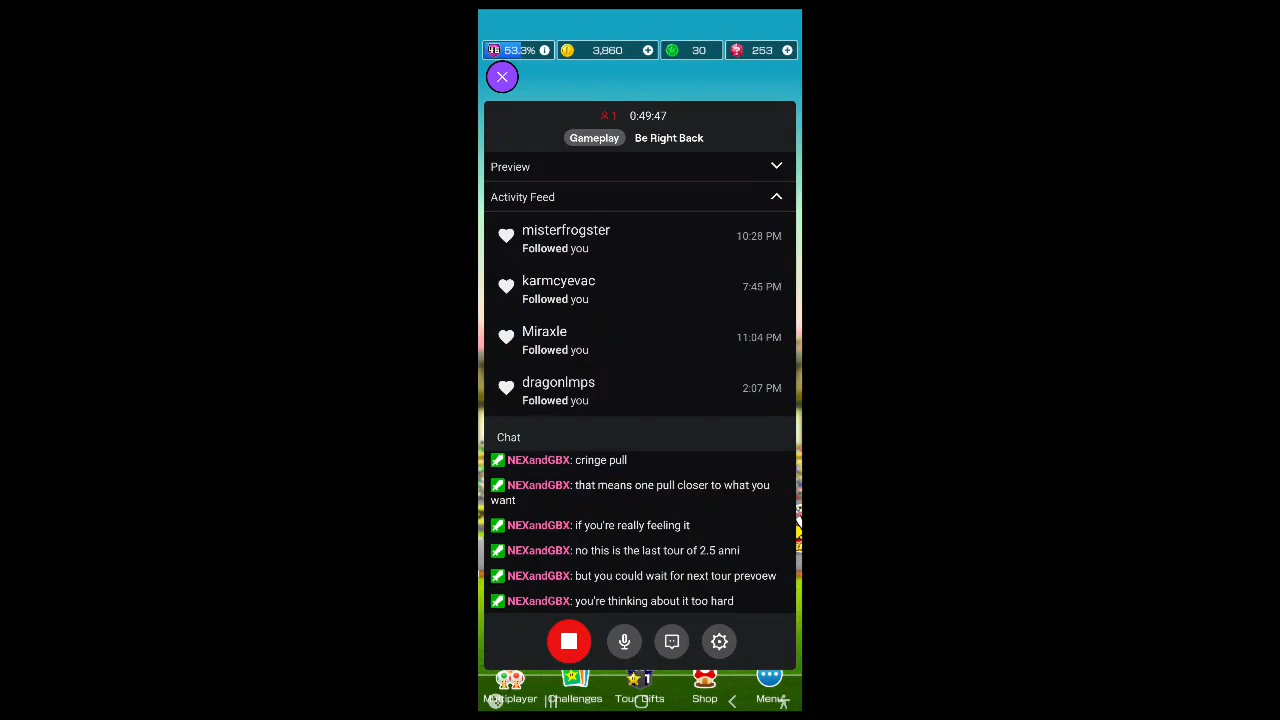 53.3% 3,860 30 253
1 0:49:47
Gameplay Be Right Back
Preview
Activity Feed
misterfrogster
Followed you 10:28 PM
karmcyevac
Followed you 7:45 PM
Miraxle
Followed you 11:04 PM
dragonlmps
Followed you 2:07 PM
Chat
NEXandGBX: cringe pull
NEXandGBX: that means one pull closer to what you
want
NEXandGBX: if you're really feeling it
NEXandGBX: no this is the last tour of 2.5 anni
NEXandGBX: but you could wait for next tour prevoew
NEXandGBX: you're thinking about it too hard
Multiplayer Challenges Tour Gifts Shop Menu